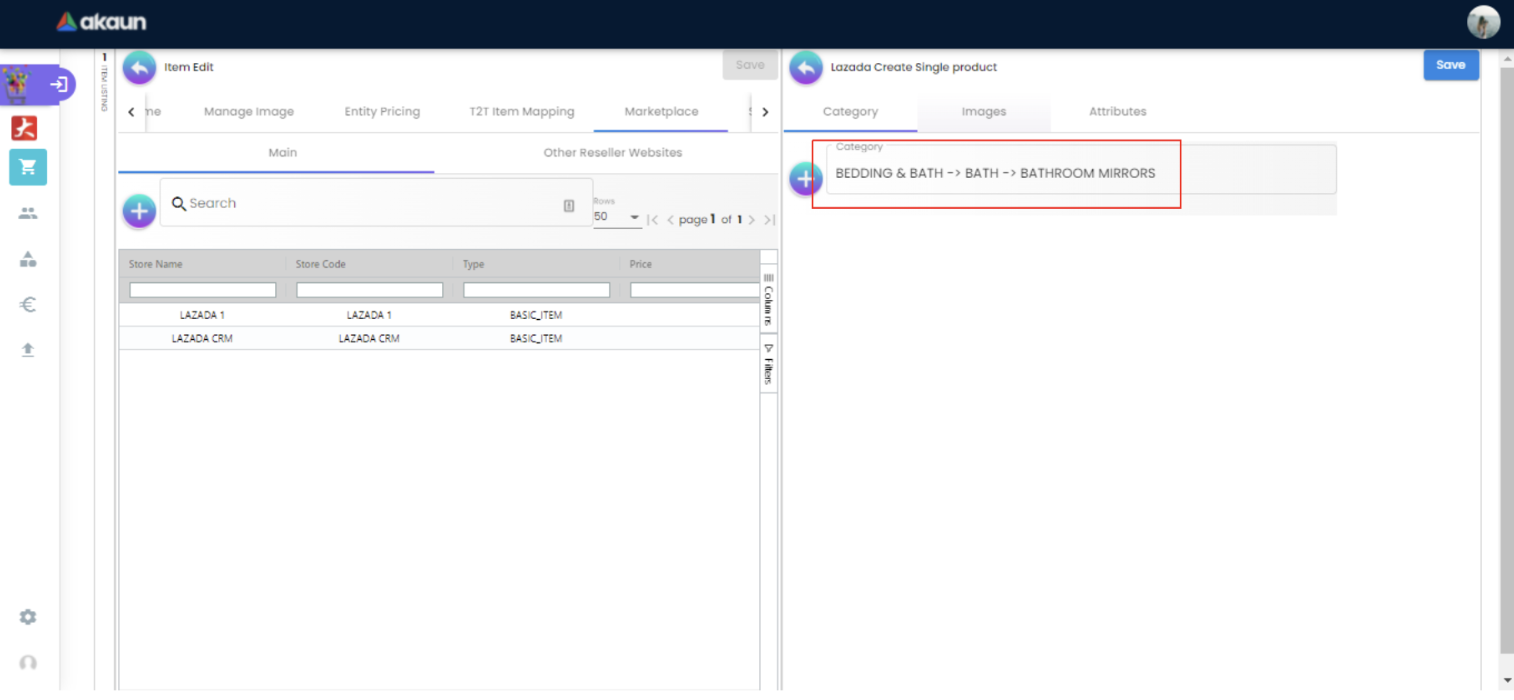 akaun
1
ITEM LISTING
Item Edit
Save
me
Manage Image
Entity Pricing
T2T Item Mapping
Marketplace
Main
Other Reseller Websites
Search
Rows
50
page 1 of 1
Store Name
Store Code
Type
Price
LAZADA 1
LAZADA 1
BASIC_ITEM
LAZADA CRM
LAZADA CRM
BASIC_ITEM
Columns
Filters
Lazada Create Single product
Save
Category
Images
Attributes
Category
BEDDING & BATH -> BATH -> BATHROOM MIRRORS